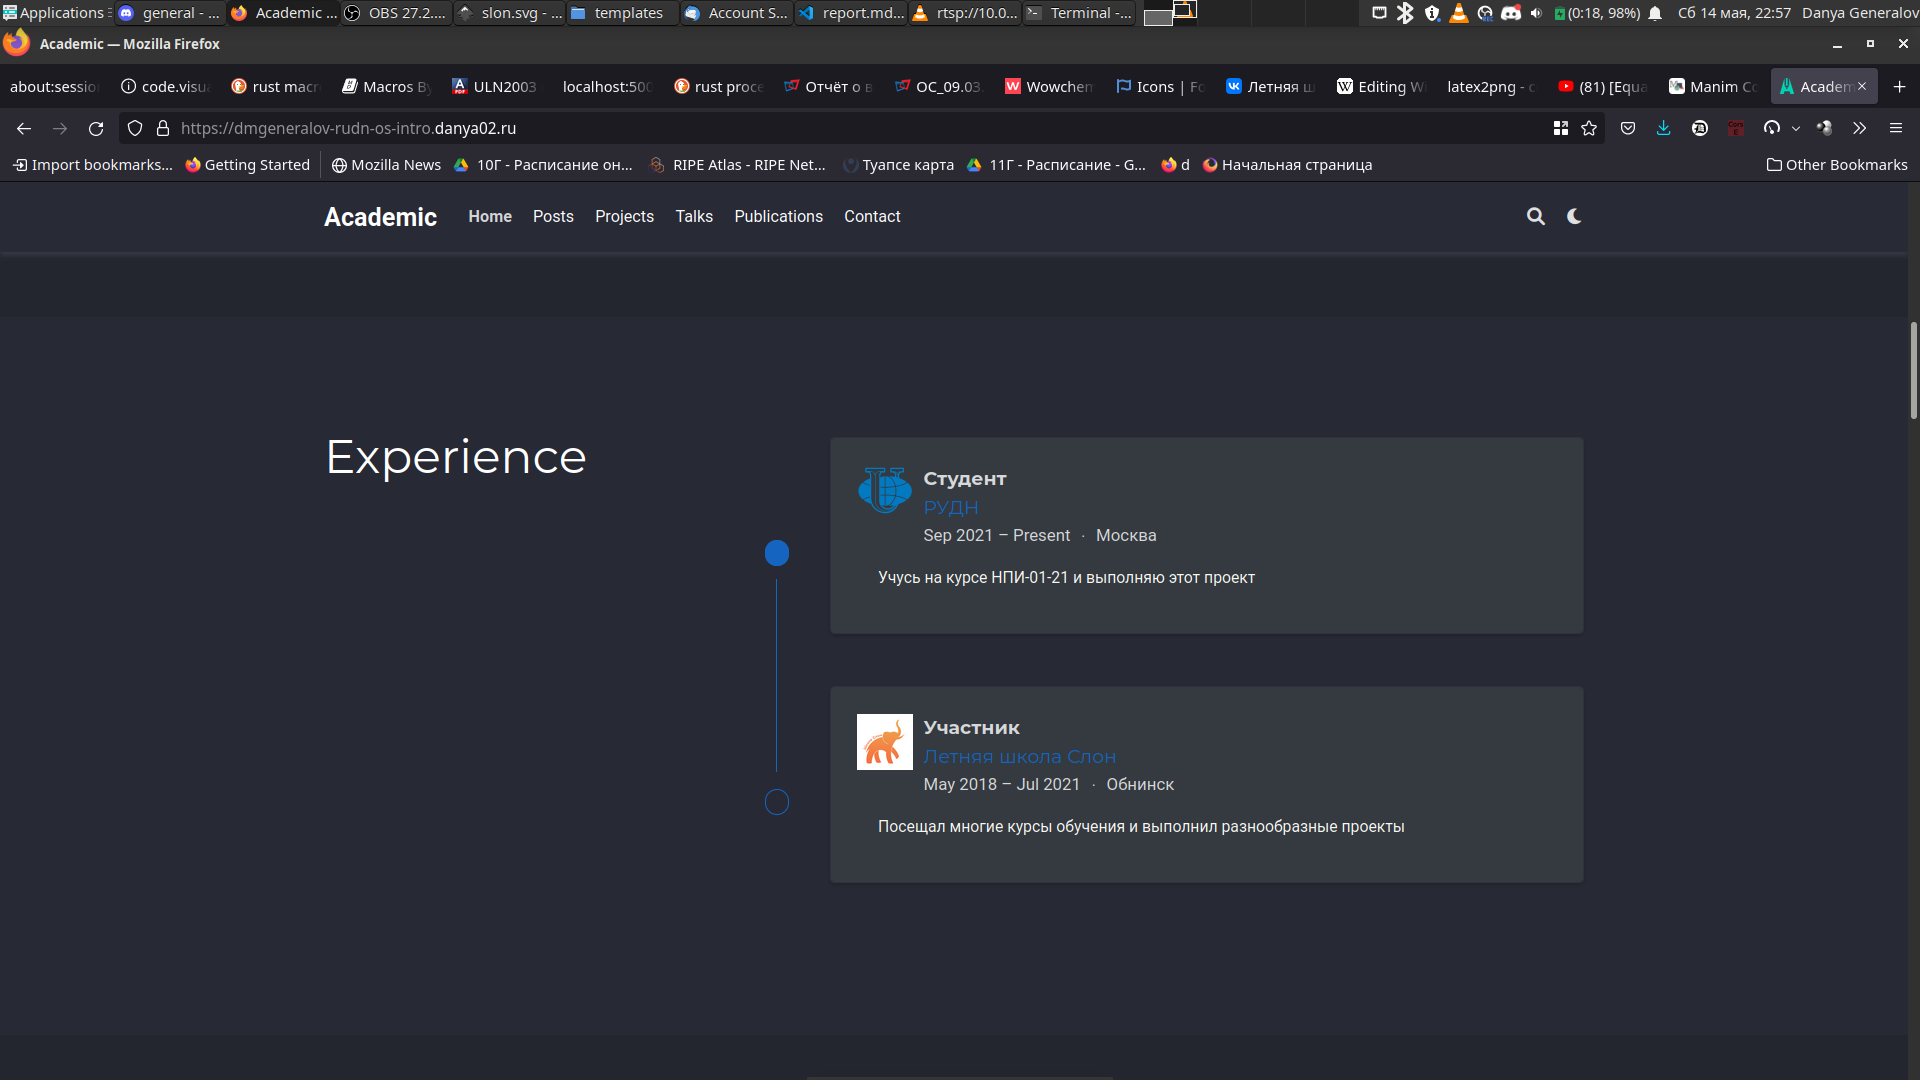 Applications general - ... Academic ... OBS 27.2.... slon.svg - ... templates Account S... report.md... rtsp://10.0... Terminal -... (0:18, 98%) Сб 14 мая, 22:57 Danya Generalov
Academic — Mozilla Firefox
about:sessio code.visua rust macr Macros By ULN2003 localhost:500 rust proce Отчёт о в ОС_09.03. Wowchem Icons | Fo Летняя ш Editing Wi latex2png - c (81) [Equa Manim Co Academ
https://dmgeneralov-rudn-os-intro.danya02.ru
Import bookmarks... Getting Started Mozilla News 10Г - Расписание он... RIPE Atlas - RIPE Net... Туапсе карта 11Г - Расписание - G... d Начальная страница Other Bookmarks
Academic Home Posts Projects Talks Publications Contact
Experience
Студент
РУДН
Sep 2021 – Present · Москва
Учусь на курсе НПИ-01-21 и выполняю этот проект
Участник
Летняя школа Слон
May 2018 – Jul 2021 · Обнинск
Посещал многие курсы обучения и выполнил разнообразные проекты